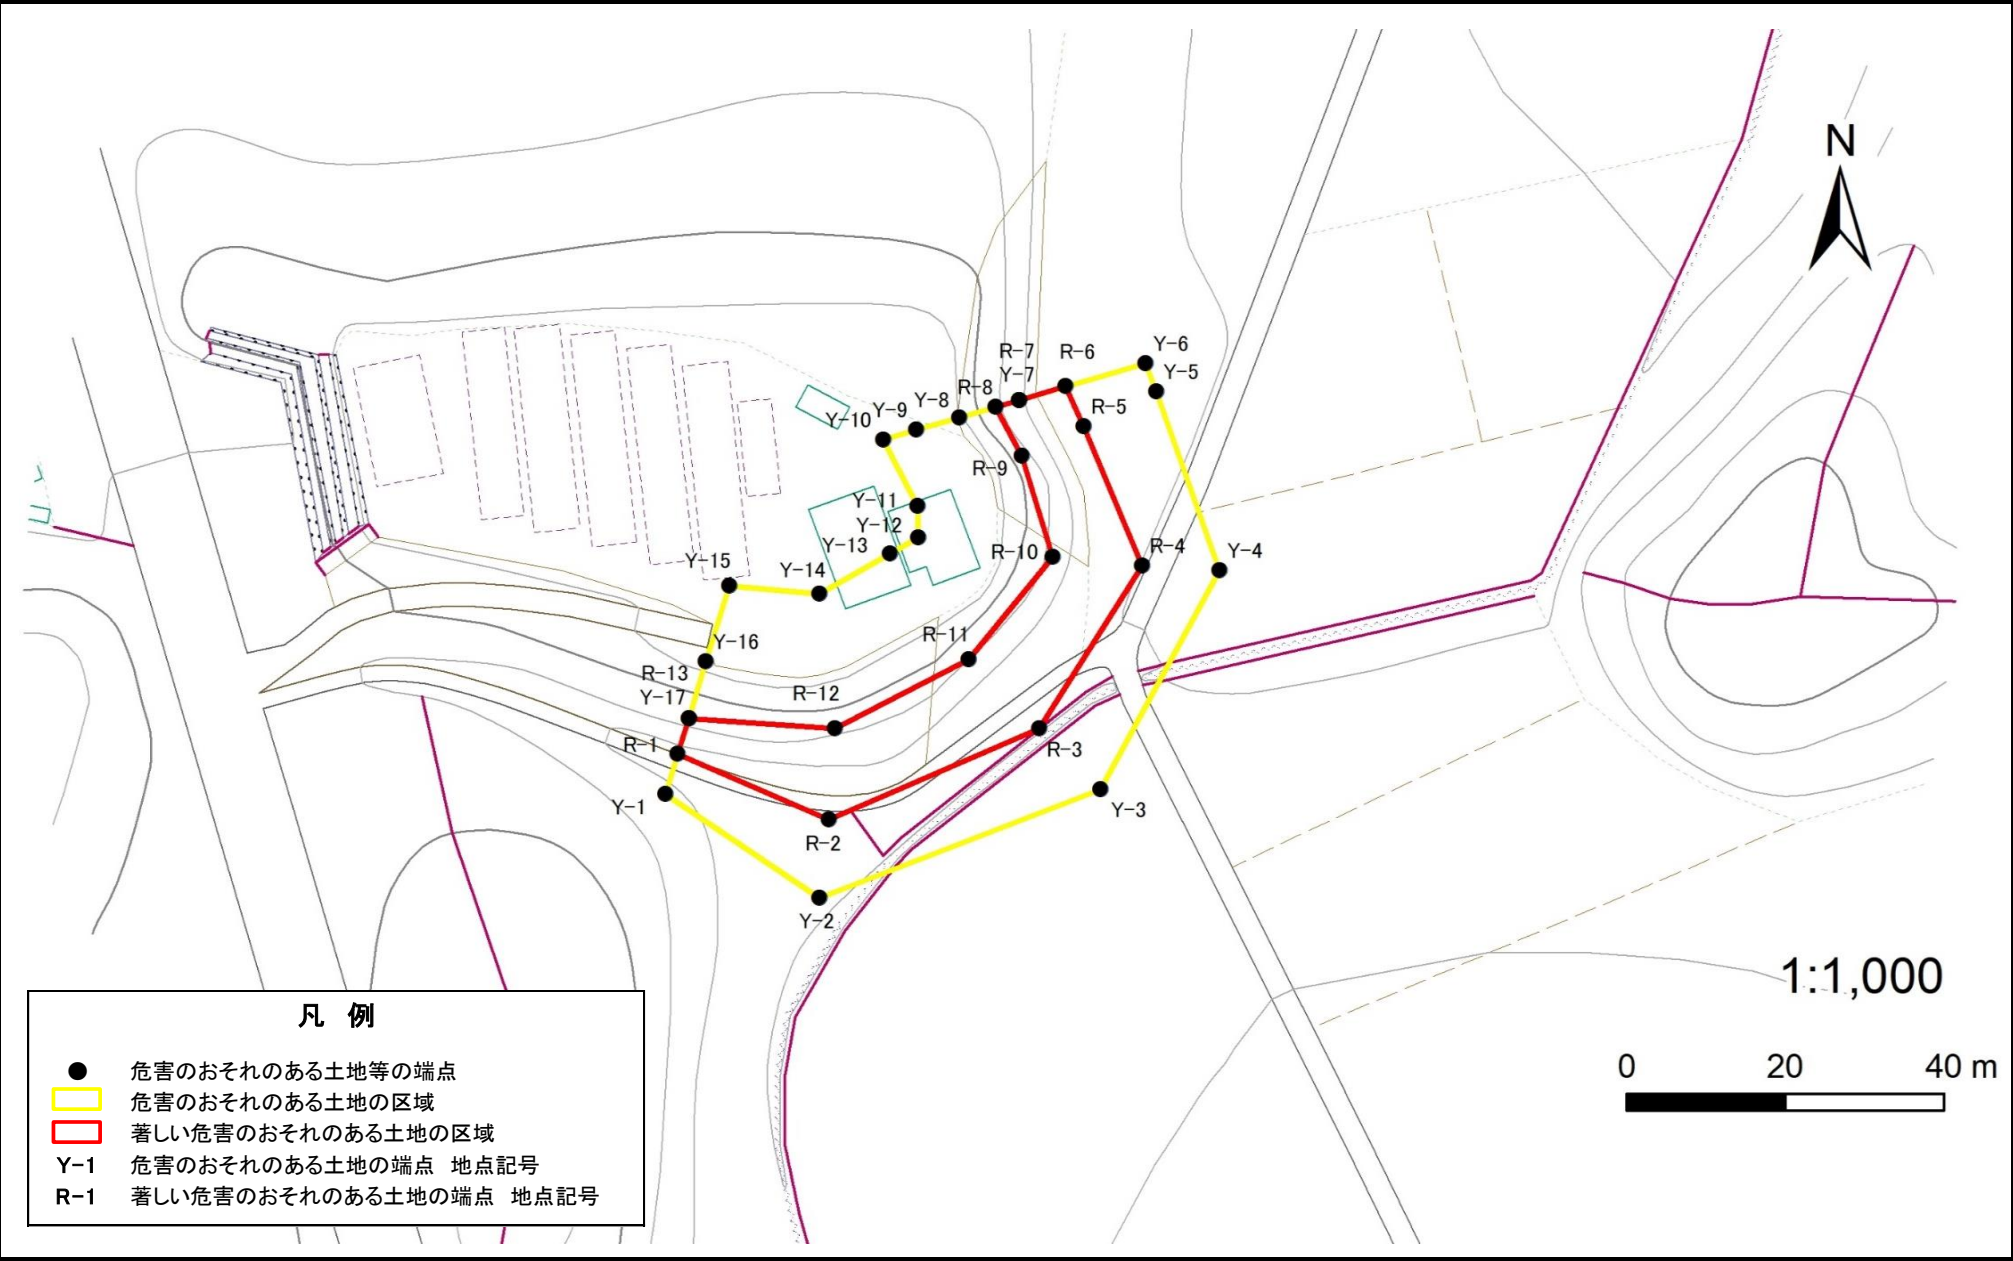 N
Y-6
R-7
R-6
Y-5
Y-7
R-8
Y-8
Y-9
Y-10
R-5
R-9
Y-11
Y-12
Y-13
R-10
R-4
Y-4
Y-15
Y-14
R-11
Y-16
R-13
R-12
Y-17
R-1
R-3
Y-1
Y-3
R-2
Y-2
1:1,000
0 20 40 m
凡 例
危害のおそれのある土地等の端点
危害のおそれのある土地の区域
著しい危害のおそれのある土地の区域
Y-1 危害のおそれのある土地の端点 地点記号
R-1 著しい危害のおそれのある土地の端点 地点記号